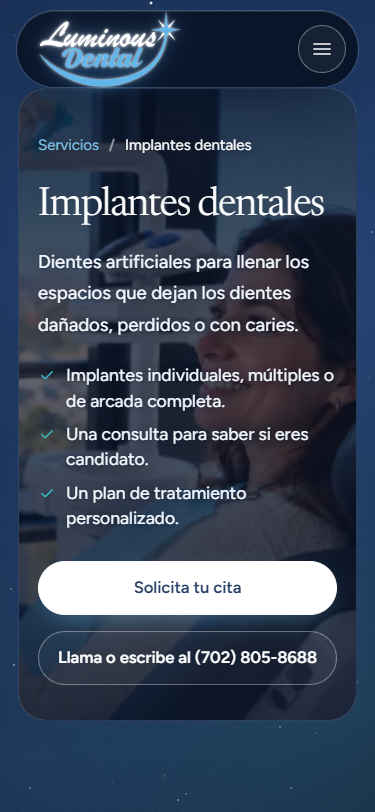 Luminous
Dental
Servicios / Implantes dentales
Implantes dentales
Dientes artificiales para llenar los
espacios que dejan los dientes
dañados, perdidos o con caries.
Implantes individuales, múltiples o
de arcada completa.
Una consulta para saber si eres
candidato.
Un plan de tratamiento
personalizado.
Solicita tu cita
Llama o escribe al (702) 805-8688